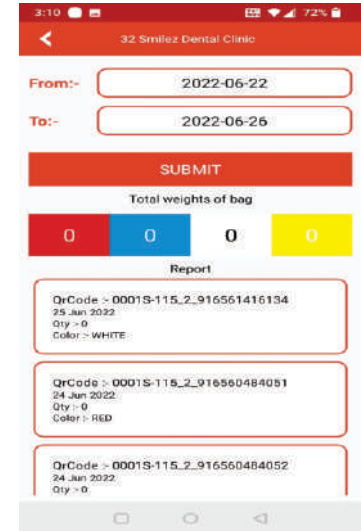 3:10 72%
32 Smilez Dental Clinic
From:- 2022-06-22
To:- 2022-06-26
SUBMIT
Total weights of bag
0 0 0 0
Report
QrCode :- 0001S-115_2_916561416134
25 Jun 2022
Qty :- 0
Color :- WHITE
QrCode :- 0001S-115_2_916560484051
24 Jun 2022
Qty :- 0
Color :- RED
QrCode :- 0001S-115_2_916560484052
24 Jun 2022
Qty :- 0